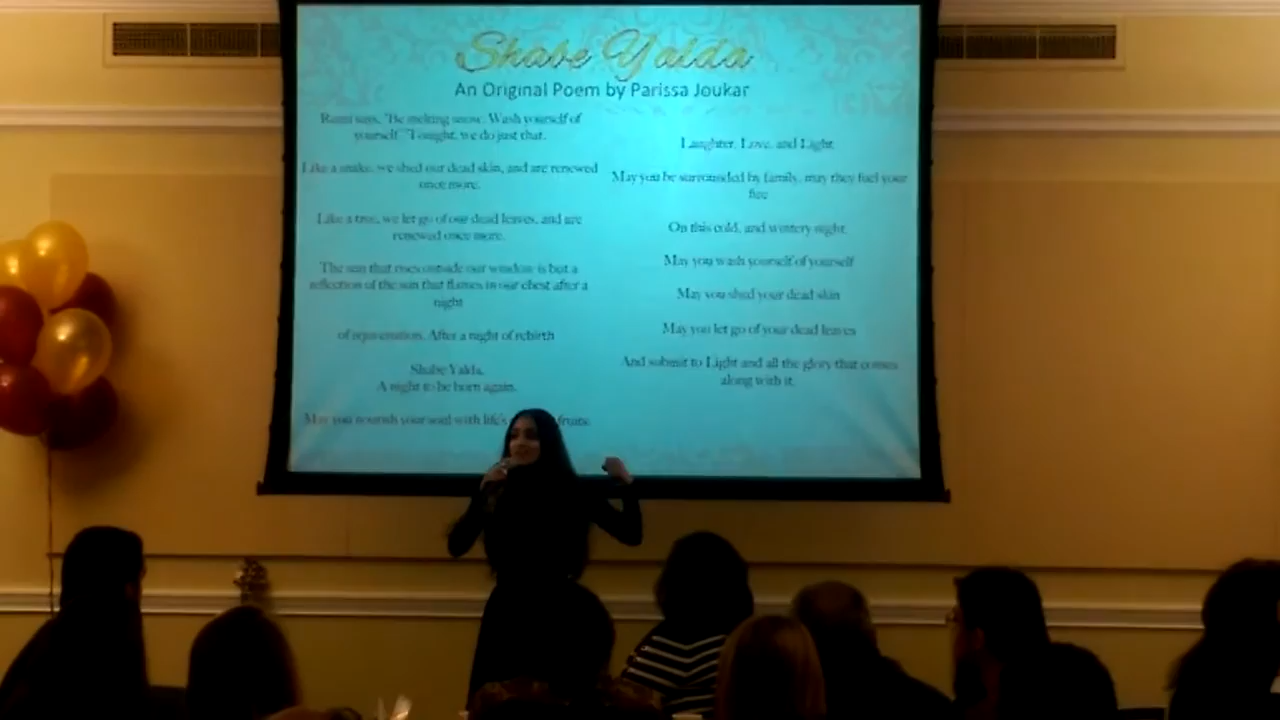 Shabe Yalda
An Original Poem by Parissa Joukar
Rumi says, "Be melting snow. Wash yourself of
yourself." Tonight, we do just that.
Like a snake, we shed our dead skin, and are renewed
once more.
Like a tree, we let go of our dead leaves, and are
renewed once more.
The sun that rises outside our window is but a
reflection of the sun that flames in our chest after a
night
of rejuvenation. After a night of rebirth
Shabe Yalda,
A night to be born again.
May you nourish your soul with life's fruits:
Laughter, Love, and Light.
May you be surrounded by family, may they fuel your
fire
On this cold, and wintery night,
May you wash yourself of yourself
May you shed your dead skin
May you let go of your dead leaves
And submit to Light and all the glory that comes
along with it.